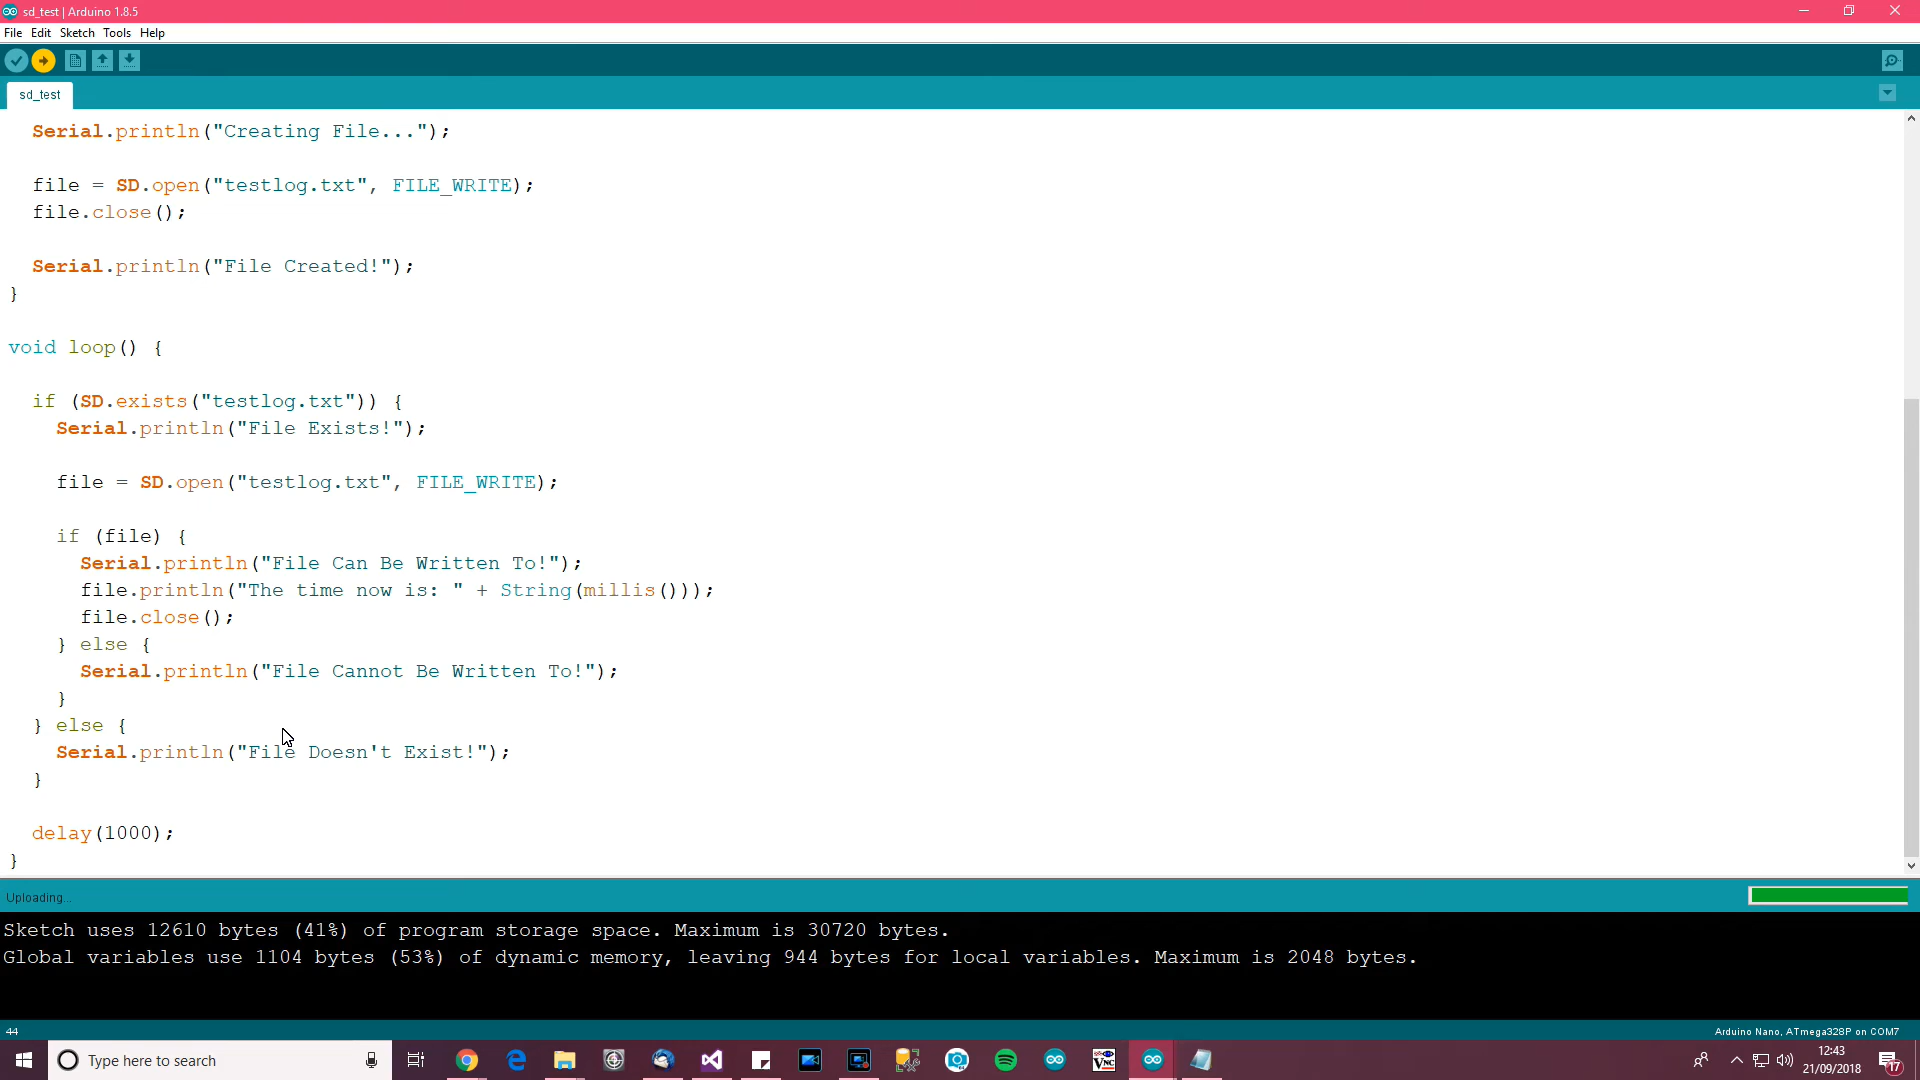 sd_test | Arduino 1.8.5
File Edit Sketch Tools Help
sd_test
Serial.println("Creating File...");
file = SD.open("testlog.txt", FILE_WRITE);
file.close();
Serial.println("File Created!");
}
void loop() {
if (SD.exists("testlog.txt")) {
Serial.println("File Exists!");
file = SD.open("testlog.txt", FILE_WRITE);
if (file) {
Serial.println("File Can Be Written To!");
file.println("The time now is: " + String(millis()));
file.close();
} else {
Serial.println("File Cannot Be Written To!");
}
} else {
Serial.println("File Doesn't Exist!");
}
delay(1000);
}
Uploading...
Sketch uses 12610 bytes (41%) of program storage space. Maximum is 30720 bytes.
Global variables use 1104 bytes (53%) of dynamic memory, leaving 944 bytes for local variables. Maximum is 2048 bytes.
44
Arduino Nano, ATmega328P on COM7
Type here to search
12:43
21/09/2018
17